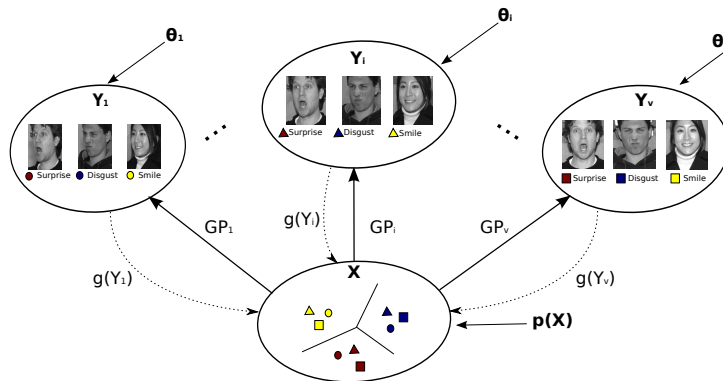 θ₁
θᵢ
θ
Y₁
Surprise Disgust Smile
Yᵢ
Surprise Disgust Smile
Yᵥ
Surprise Disgust Smile
GP₁
g(Yᵢ)
GPᵢ
GPᵥ
g(Y₁)
g(Yᵥ)
X
p(X)